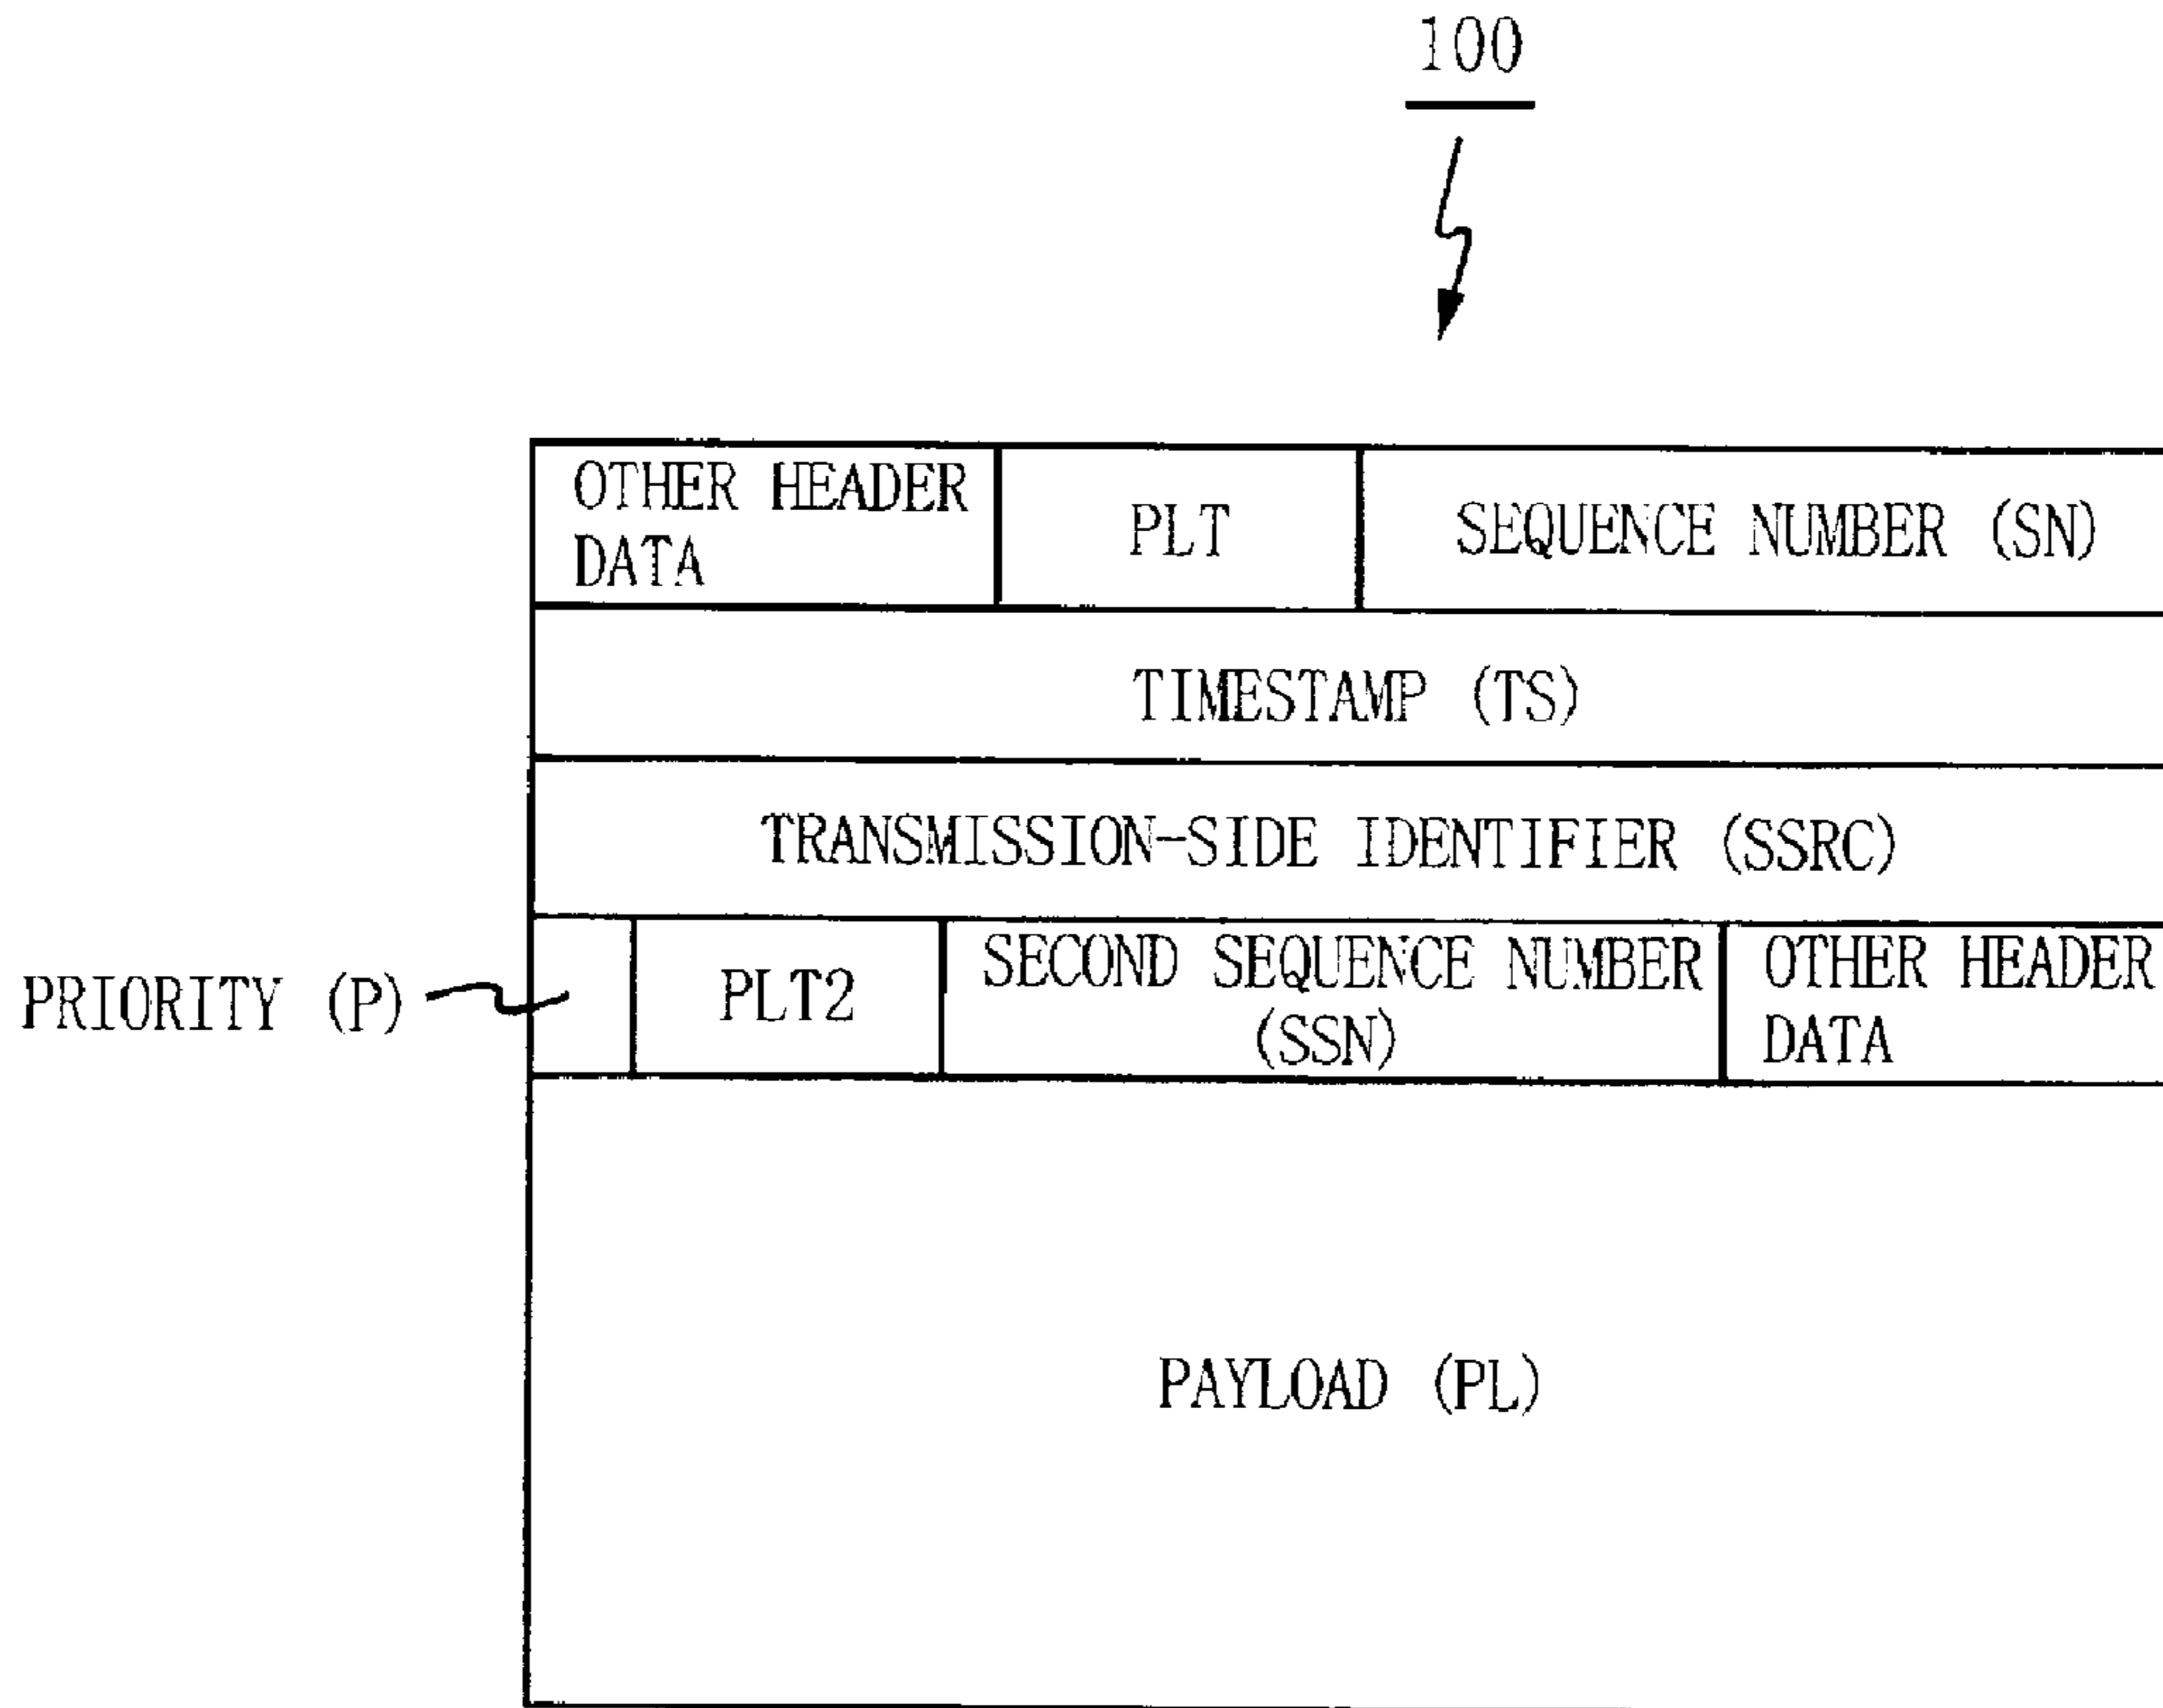 100
OTHER HEADER
DATA
PLT
SEQUENCE NUMBER (SN)
TIMESTAMP (TS)
TRANSMISSION-SIDE IDENTIFIER (SSRC)
PRIORITY (P)
PLT2
SECOND SEQUENCE NUMBER
(SSN)
OTHER HEADER
DATA
PAYLOAD (PL)